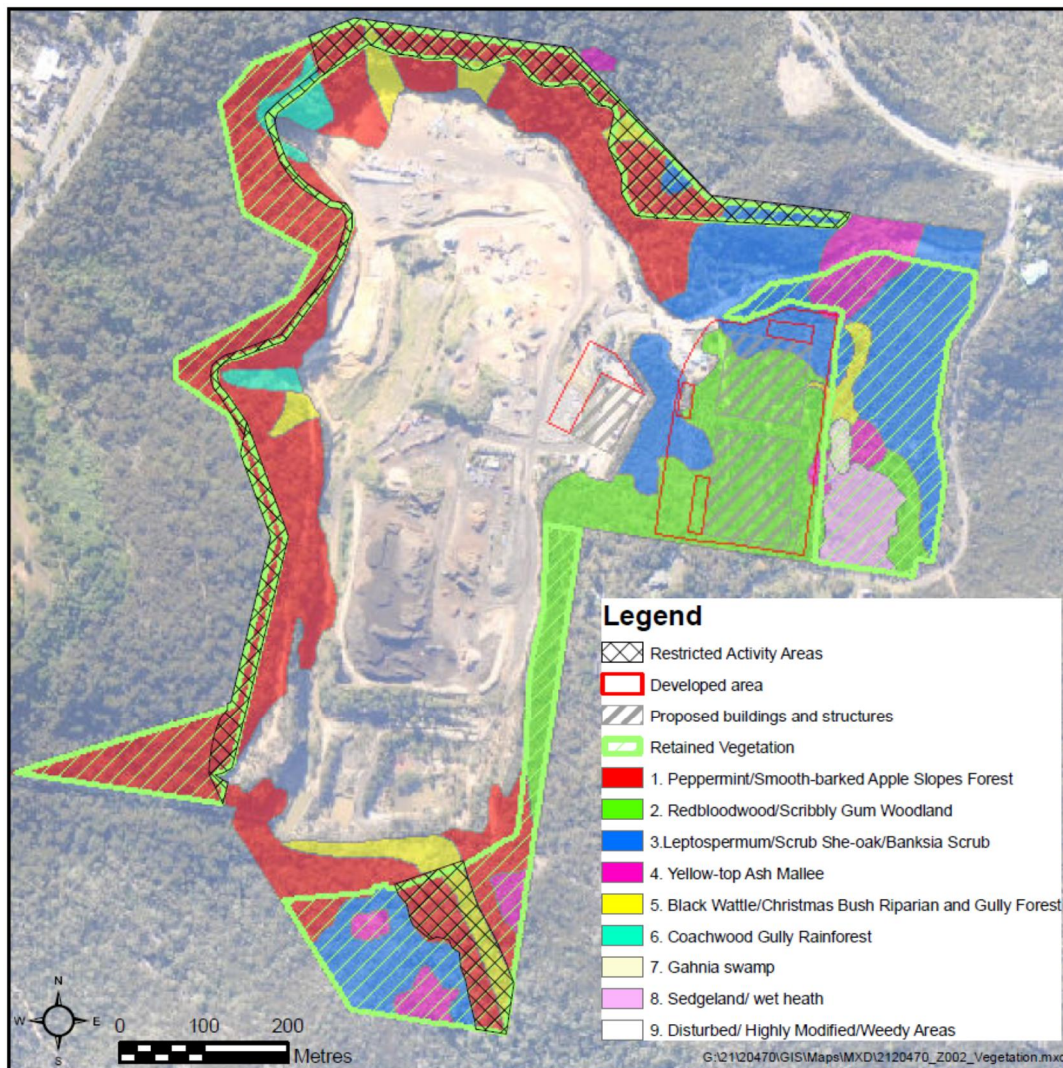 Legend
Restricted Activity Areas
Developed area
Proposed buildings and structures
Retained Vegetation
1. Peppermint/Smooth-barked Apple Slopes Forest
2. Redbloodwood/Scribbly Gum Woodland
3.Leptospermum/Scrub She-oak/Banksia Scrub
4. Yellow-top Ash Mallee
5. Black Wattle/Christmas Bush Riparian and Gully Forest
6. Coachwood Gully Rainforest
7. Gahnia swamp
8. Sedgeland/ wet heath
9. Disturbed/ Highly Modified/Weedy Areas
N
W E
S
0 100 200
Metres
G:\21\20470\GIS\Maps\MXD\2120470_Z002_Vegetation.mxd